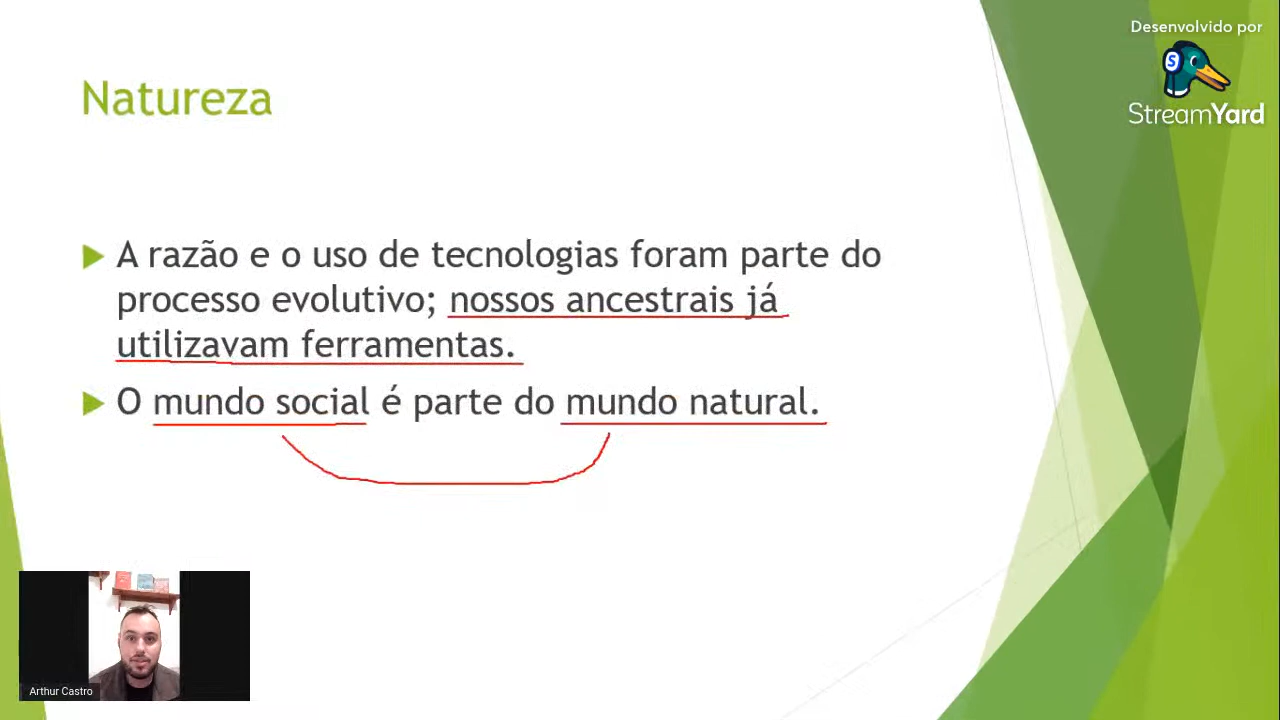 Desenvolvido por
StreamYard
Natureza
A razão e o uso de tecnologias foram parte do
processo evolutivo; nossos ancestrais já
utilizavam ferramentas.
O mundo social é parte do mundo natural.
Arthur Castro